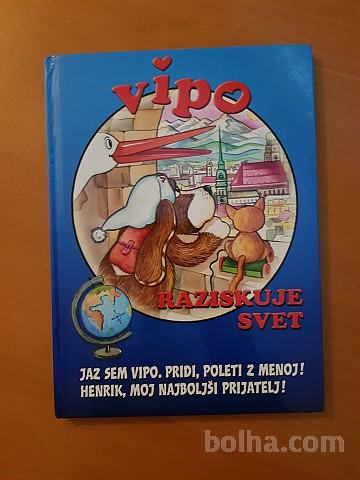 vipo
RAZISKUJE
SVET
JAZ SEM VIPO. PRIDI, POLETI Z MENOJ!
HENRIK, MOJ NAJBOLJŠI PRIJATELJ!
bolha.com